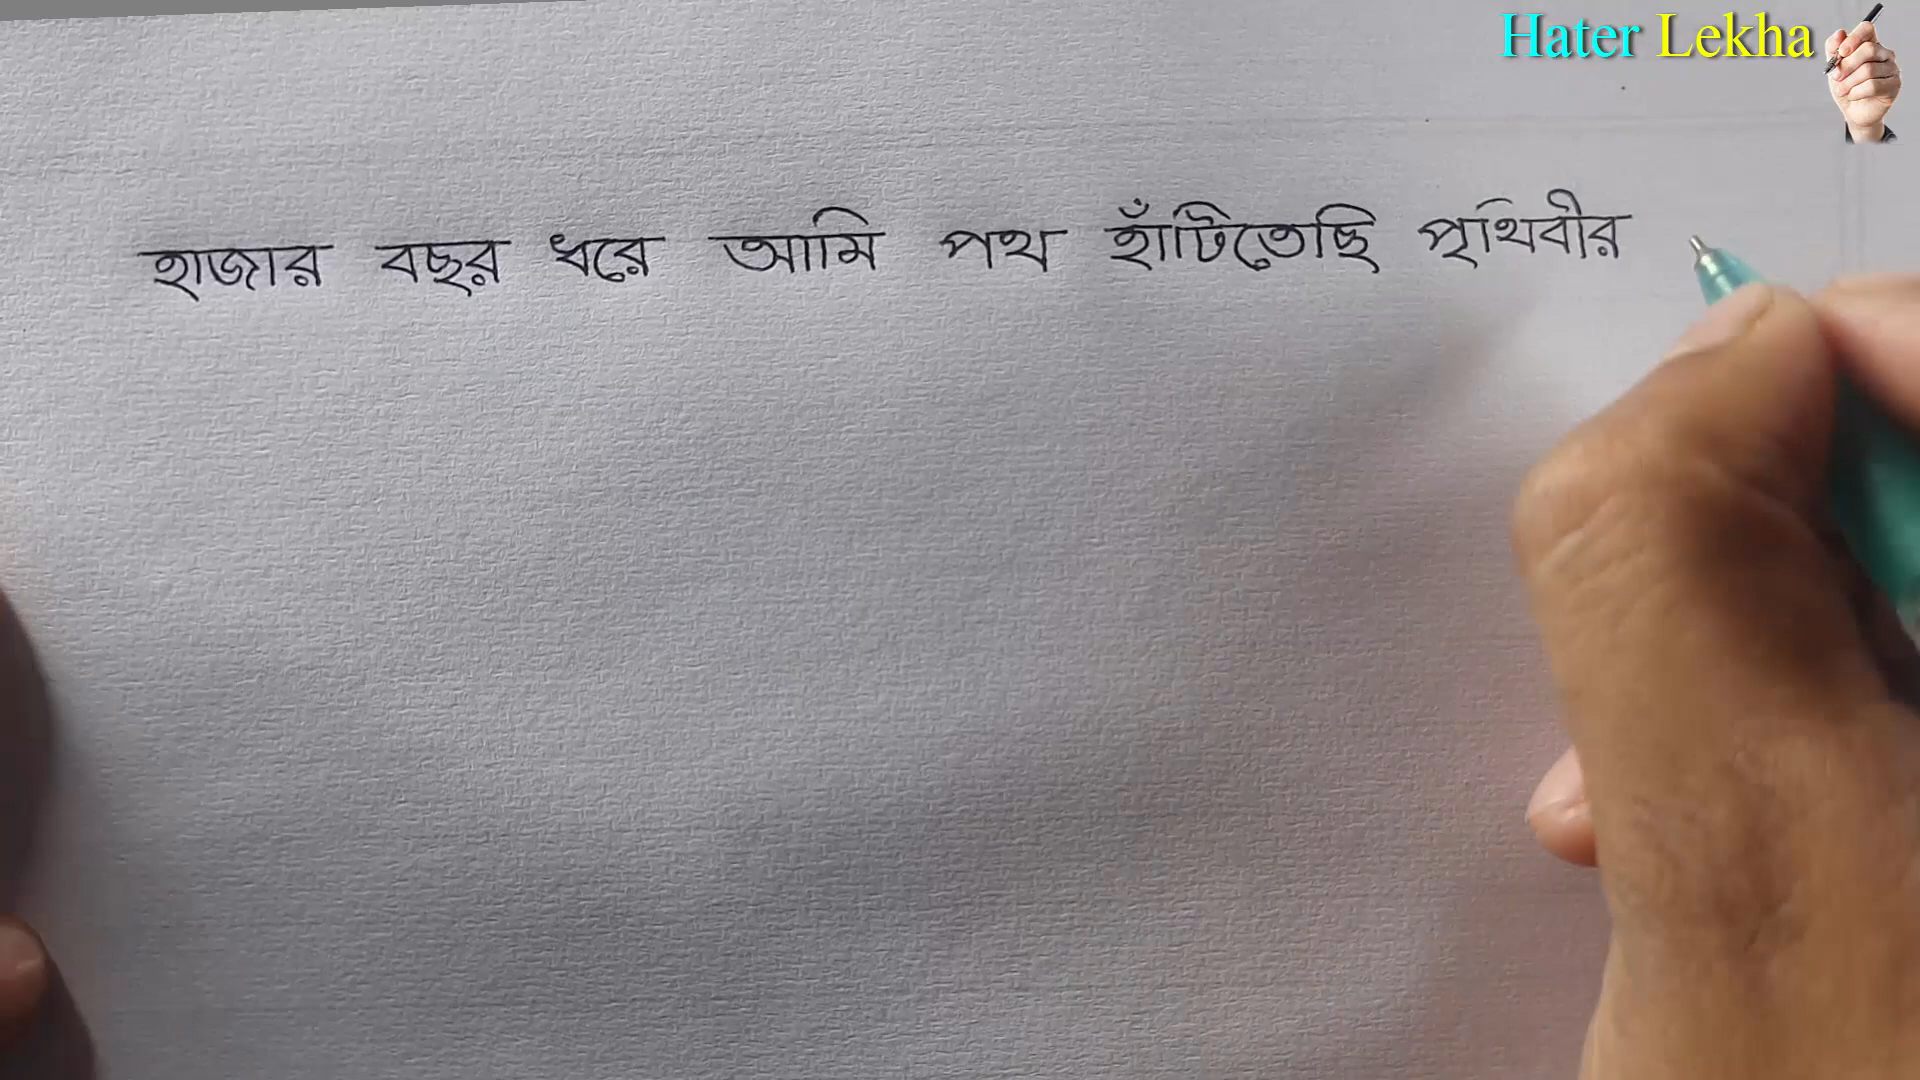 Hater Lekha
হাজার বছর ধরে আমি পথ হাঁটিতেছি পৃথিবীর